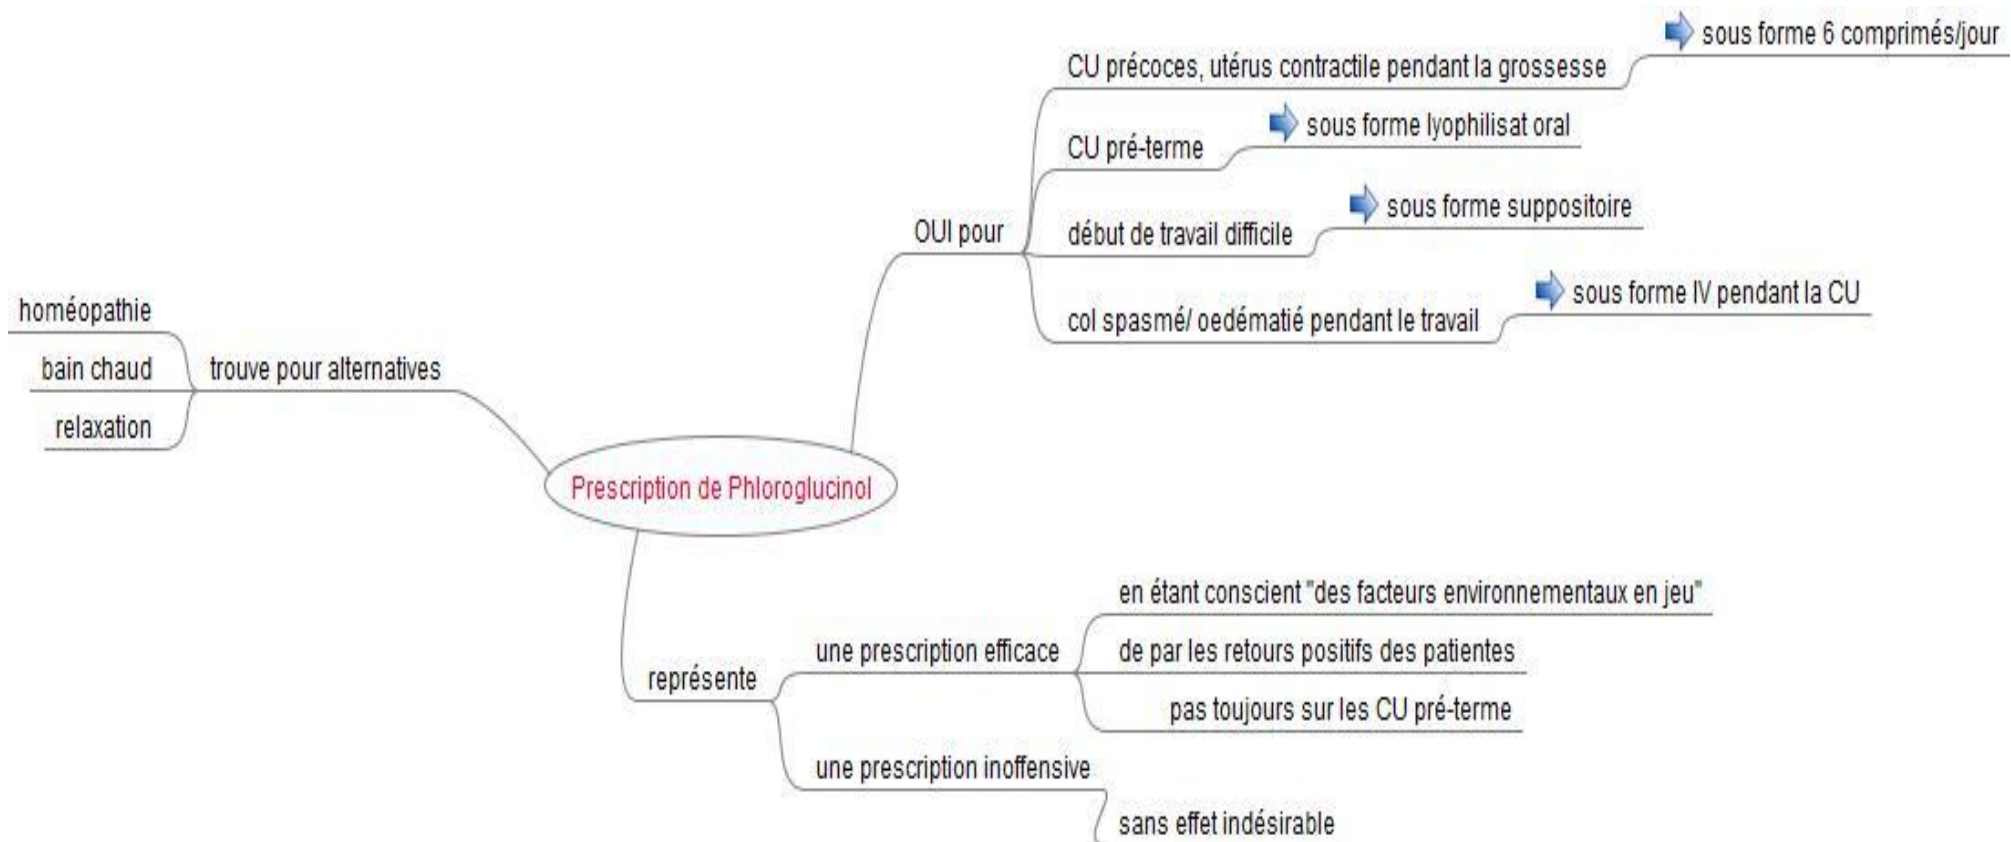 sous forme 6 comprimés/jour
CU précoces, utérus contractile pendant la grossesse
sous forme lyophilisat oral
CU pré-terme
sous forme suppositoire
OUI pour
début de travail difficile
sous forme IV pendant la CU
col spasmé/ oedématié pendant le travail
homéopathie
bain chaud
trouve pour alternatives
relaxation
Prescription de Phloroglucinol
en étant conscient "des facteurs environnementaux en jeu"
une prescription efficace
de par les retours positifs des patientes
représente
pas toujours sur les CU pré-terme
une prescription inoffensive
sans effet indésirable